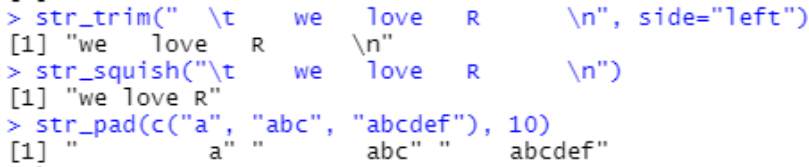 > str_trim("  \t    we   love   R      \n", side="left")
[1] "we   love   R      \n"
> str_squish("\t    we   love   R      \n")
[1] "we love R"
> str_pad(c("a", "abc", "abcdef"), 10)
[1] "         a" "       abc" "    abcdef"